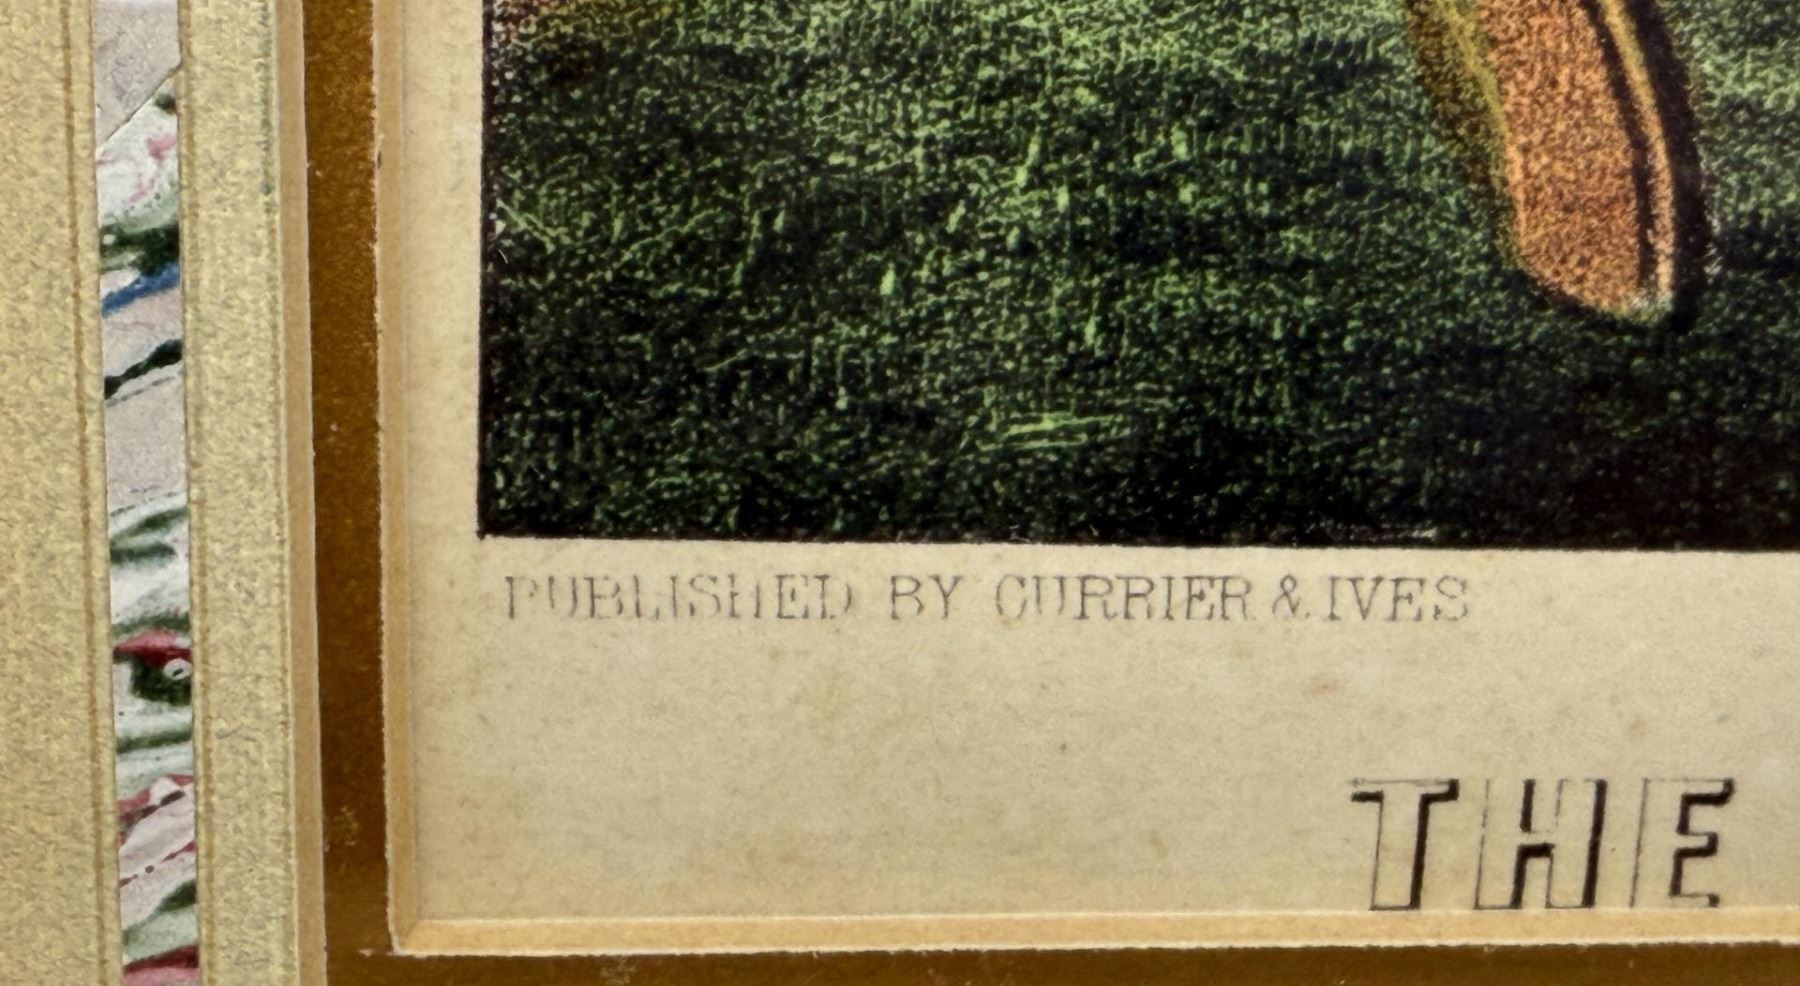 PUBLISHED BY CURRIER & IVES
THE